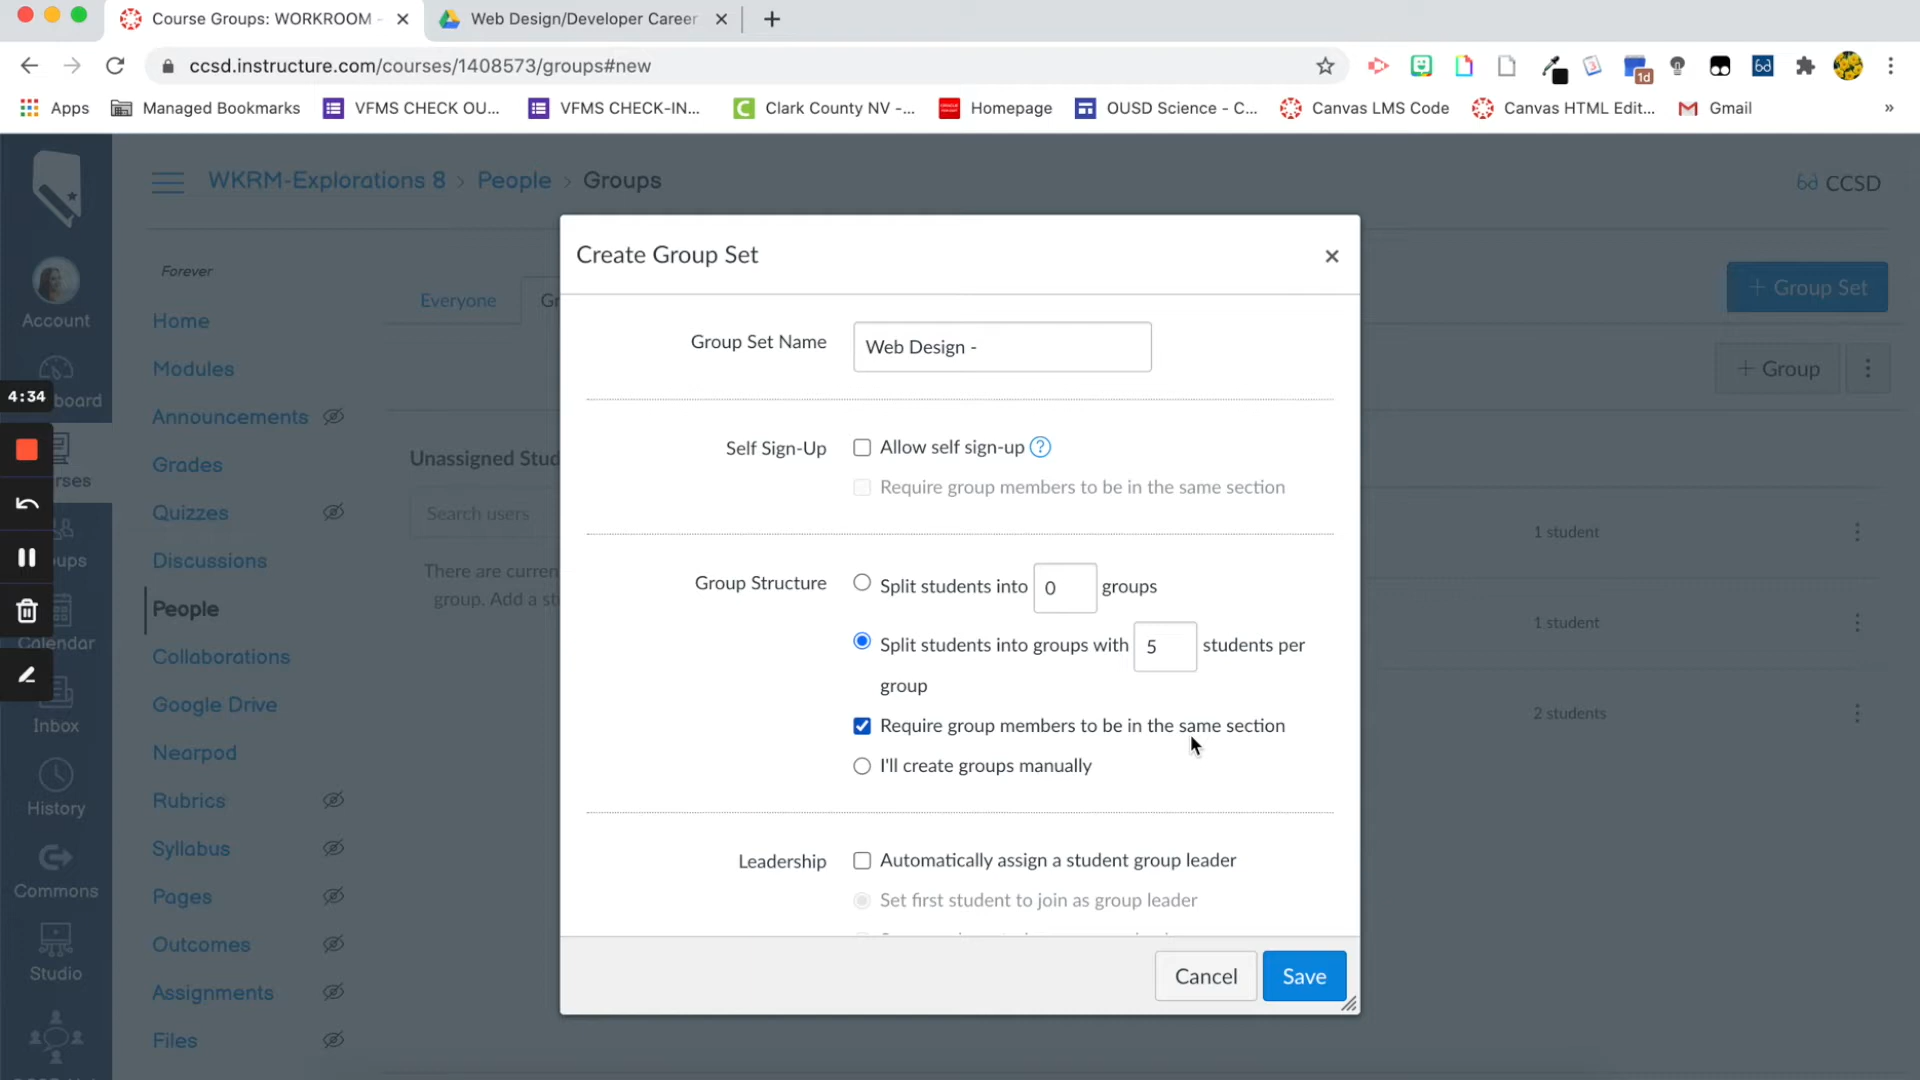 Course Groups: WORKROOM -
Web Design/Developer Career
ccsd.instructure.com/courses/1408573/groups#new
1d
Apps
Managed Bookmarks
VFMS CHECK OU...
VFMS CHECK-IN...
Clark County NV -...
Homepage
OUSD Science - C...
Canvas LMS Code
Canvas HTML Edit...
Gmail
»
WKRM-Explorations 8 > People > Groups
CCSD
Forever
Everyone
Gr
+ Group Set
+ Group
Unassigned Stud
Search users
There are curren
group. Add a st
1 student
1 student
2 students
Account
board
4:34
rses
ups
Calendar
Inbox
History
Commons
Studio
Home
Modules
Announcements
Grades
Quizzes
Discussions
People
Collaborations
Google Drive
Nearpod
Rubrics
Syllabus
Pages
Outcomes
Assignments
Files
Create Group Set
×
Group Set Name
Web Design -
Self Sign-Up
Allow self sign-up ?
Require group members to be in the same section
Group Structure
Split students into 0 groups
Split students into groups with 5 students per
group
Require group members to be in the same section
I'll create groups manually
Leadership
Automatically assign a student group leader
Set first student to join as group leader
Cancel
Save